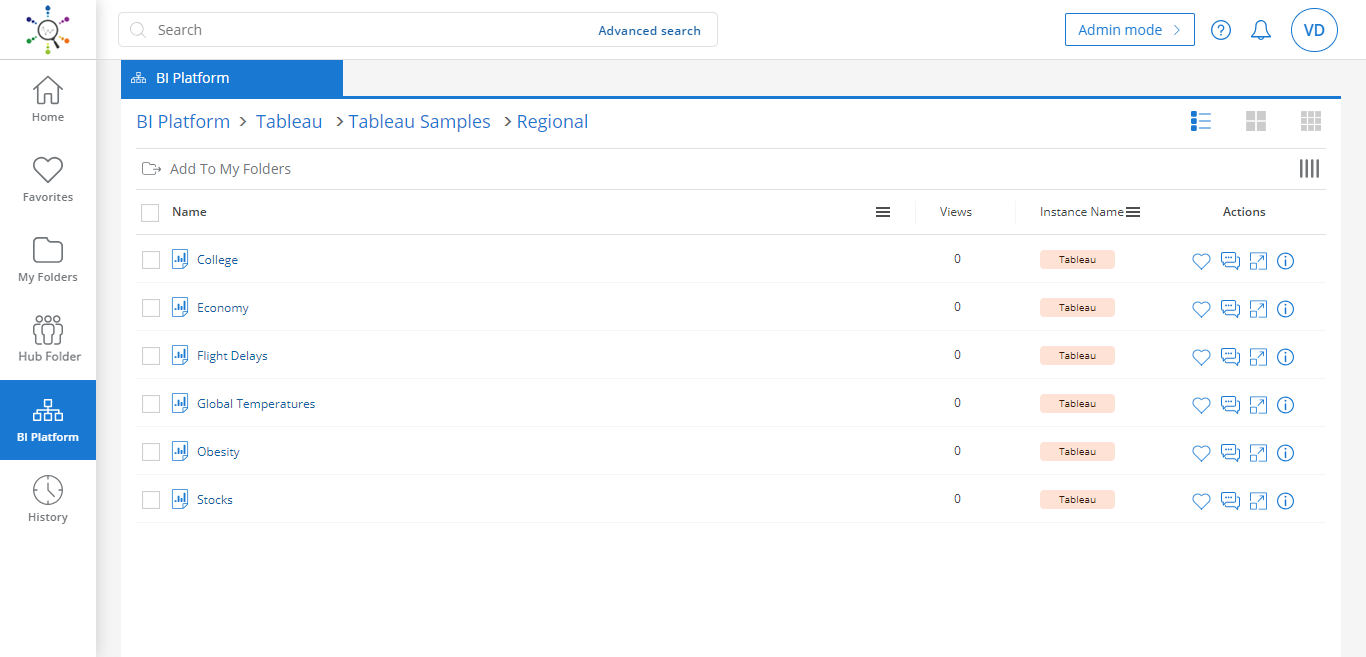 Search Advanced search Admin mode > ? VD
Home
Favorites
My Folders
Hub Folder
BI Platform
History
BI Platform
BI Platform > Tableau > Tableau Samples > Regional
Add To My Folders
Name Views Instance Name Actions
College 0 Tableau
Economy 0 Tableau
Flight Delays 0 Tableau
Global Temperatures 0 Tableau
Obesity 0 Tableau
Stocks 0 Tableau